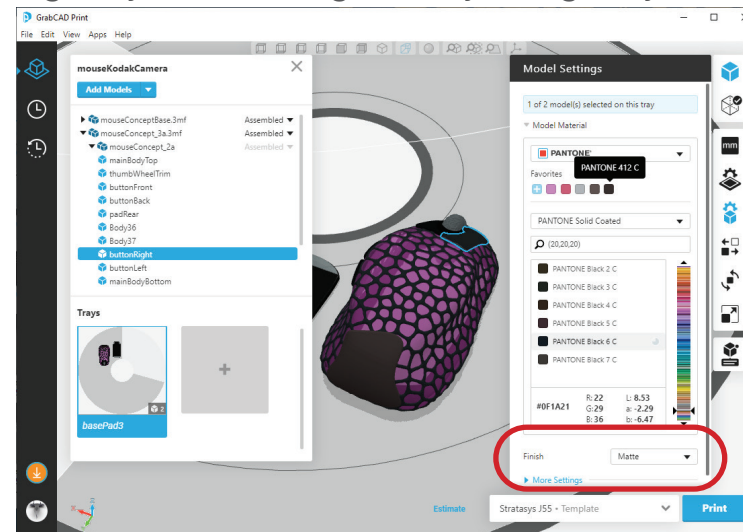 GrabCAD Print
File Edit View Apps Help
mouseKodakCamera
Add Models
mouseConceptBase.3mf Assembled
mouseConcept_3a.3mf Assembled
mouseConcept_2a Assembled
mainBodyTop
thumbWheelTrim
buttonFront
buttonBack
padRear
Body36
Body37
buttonRight
buttonLeft
mainBodyBottom
Trays
2
basePad3
Model Settings
1 of 2 model(s) selected on this tray
Model Material
PANTONE
PANTONE 412 C
Favorites
PANTONE Solid Coated
(20,20,20)
PANTONE Black 2 C
PANTONE Black 3 C
PANTONE Black 4 C
PANTONE Black 5 C
PANTONE Black 6 C
PANTONE Black 7 C
#0F1A21
R: 22 L: 8.53
G: 29 a: -2.29
B: 36 b: -6.47
Finish Matte
More Settings
mm
Estimate
Stratasys J55 • Template
Print